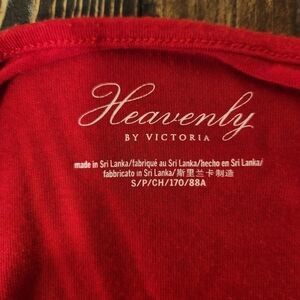 Heavenly
BY VICTORIA
made in Sri Lanka/fabriqué au Sri Lanka/hecho en Sri Lanka/
fabbricato in Sri Lanka/斯里兰卡制造
S/P/CH/170/88A